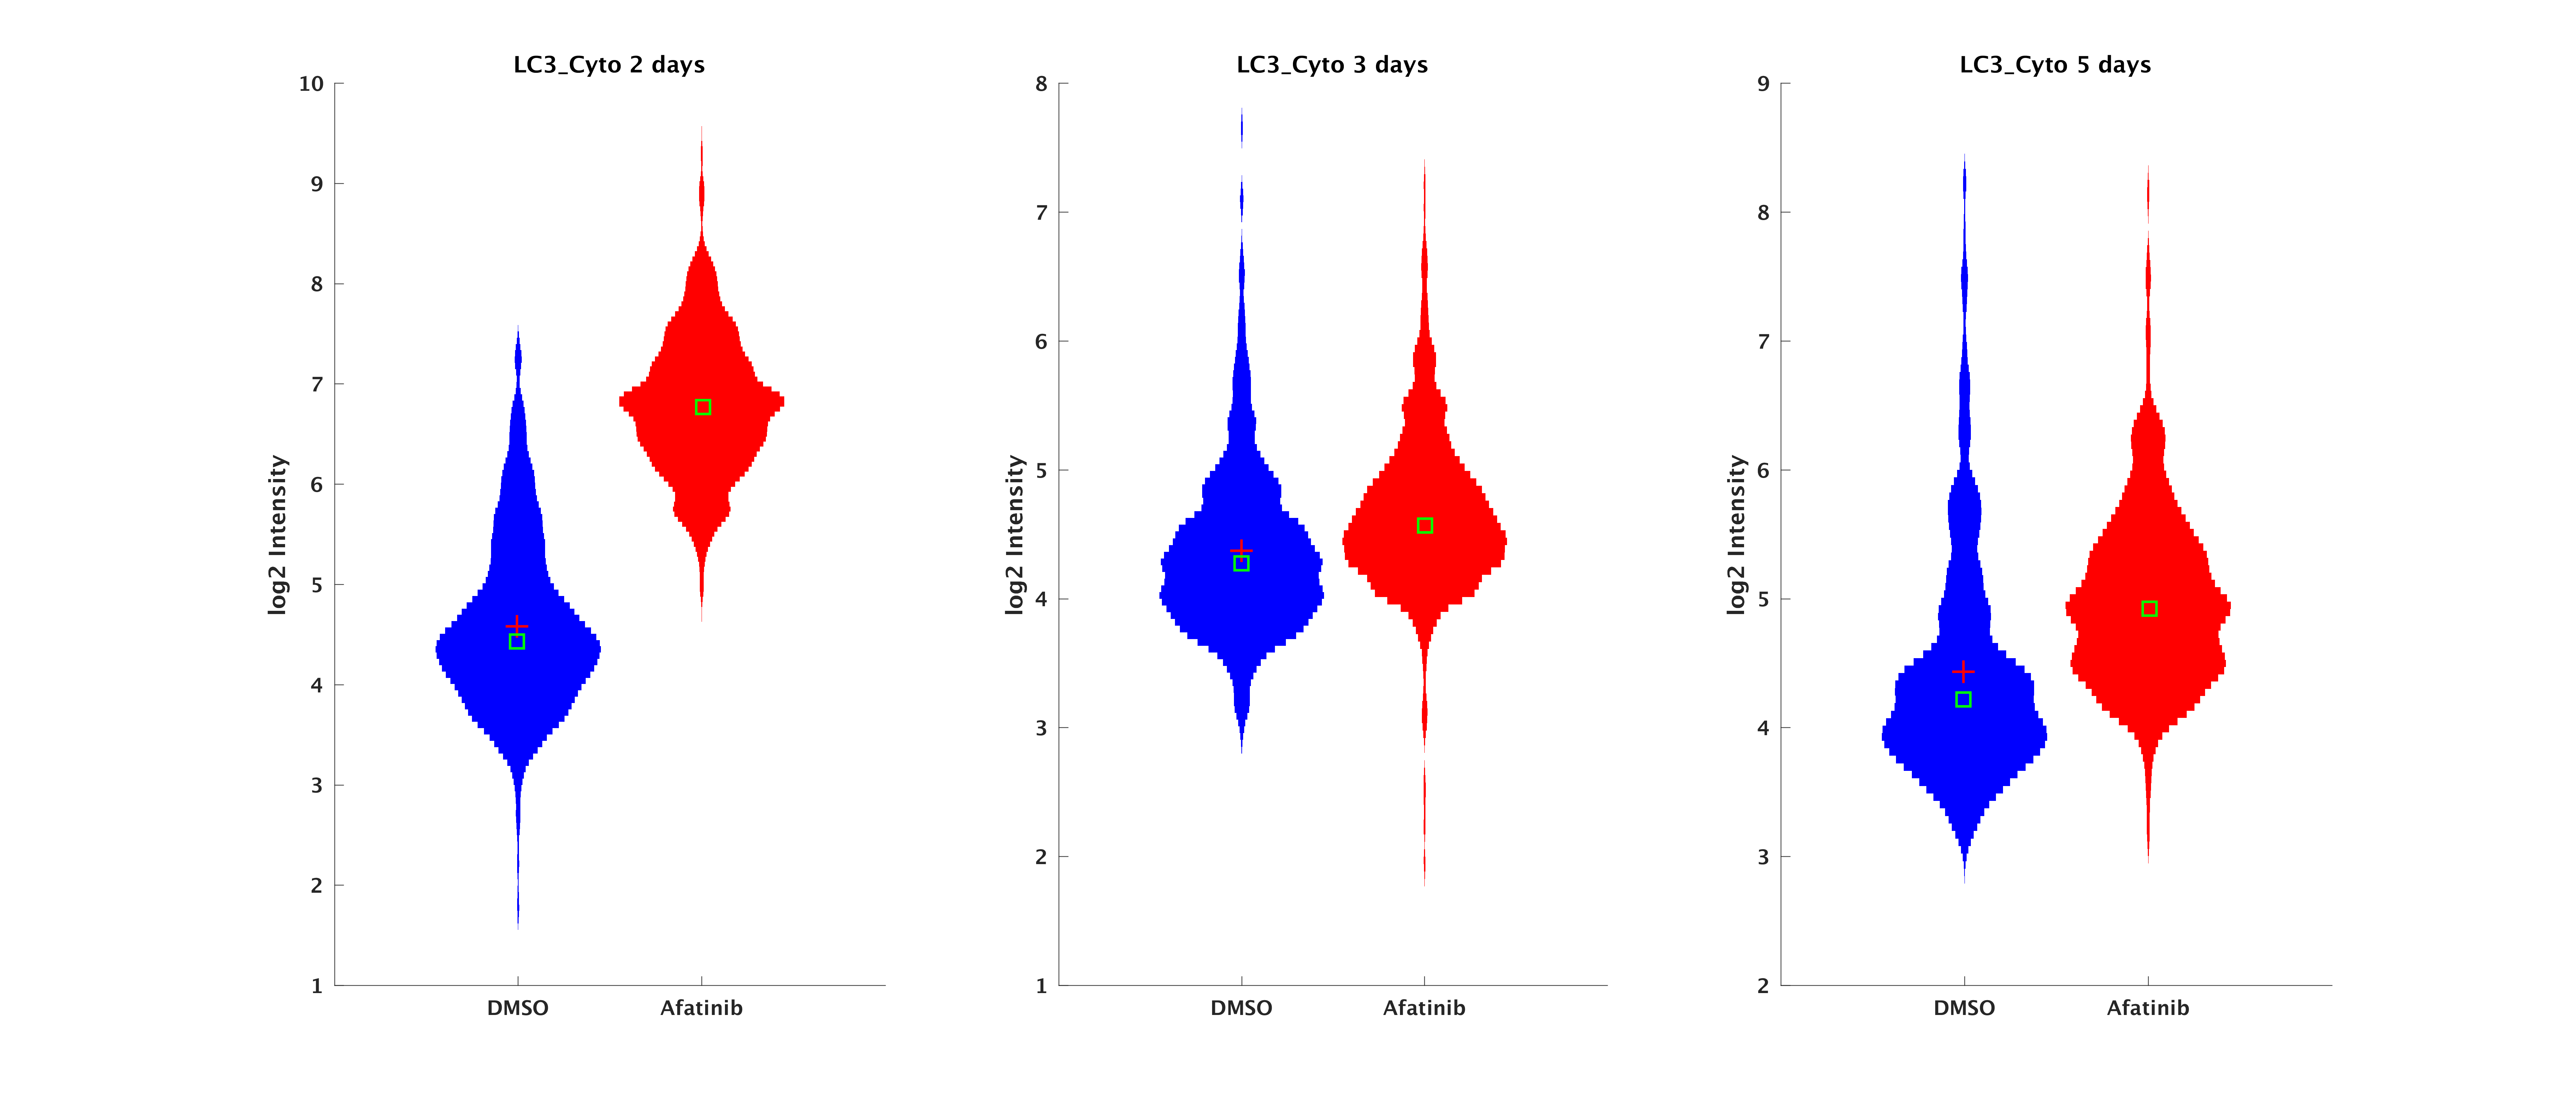 LC3_Cyto 2 days
10
9
8
7
6
5
4
3
2
1
log2 Intensity
DMSO
Afatinib
LC3_Cyto 3 days
8
7
6
5
4
3
2
1
log2 Intensity
DMSO
Afatinib
LC3_Cyto 5 days
9
8
7
6
5
4
3
2
log2 Intensity
DMSO
Afatinib